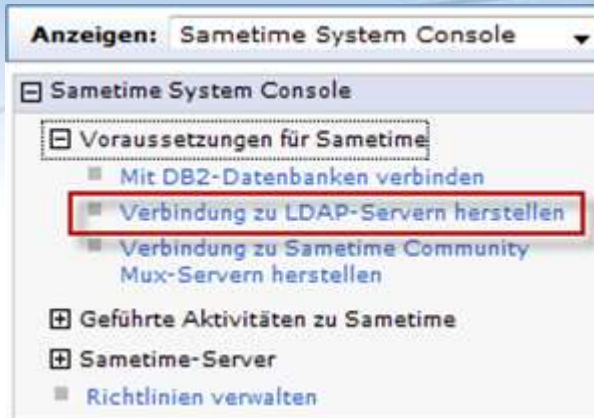 Anzeigen: Sametime System Console
Sametime System Console
Voraussetzungen für Sametime
Mit DB2-Datenbanken verbinden
Verbindung zu LDAP-Servern herstellen
Verbindung zu Sametime Community
Mux-Servern herstellen
Geführte Aktivitäten zu Sametime
Sametime-Server
Richtlinien verwalten